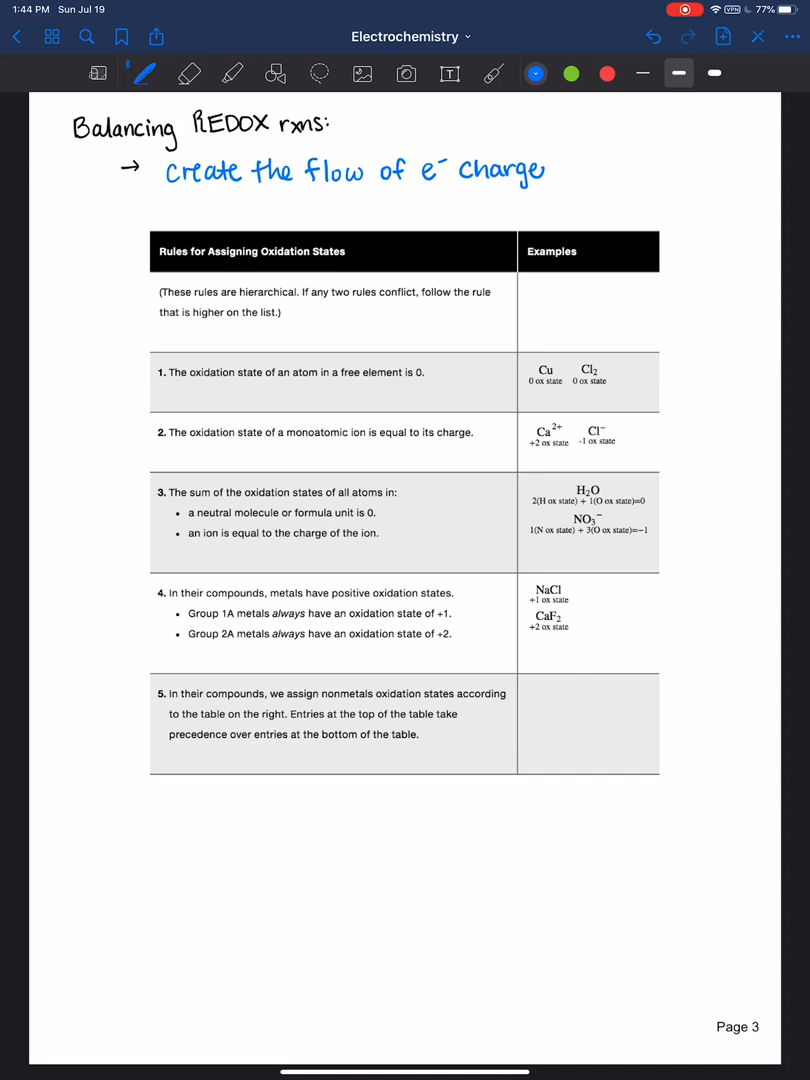 1:44 PM Sun Jul 19
VPN 77%
Electrochemistry
T
Balancing REDOX rxns:
→ create the flow of e⁻ charge
Rules for Assigning Oxidation States Examples
(These rules are hierarchical. If any two rules conflict, follow the rule
that is higher on the list.)
1. The oxidation state of an atom in a free element is 0.
Cu Cl₂
0 ox state 0 ox state
2. The oxidation state of a monoatomic ion is equal to its charge.
Ca²⁺ Cl⁻
+2 ox state -1 ox state
3. The sum of the oxidation states of all atoms in:
• a neutral molecule or formula unit is 0.
• an ion is equal to the charge of the ion.
H₂O
2(H ox state) + 1(O ox state)=0
NO₃⁻
1(N ox state) + 3(O ox state)=−1
4. In their compounds, metals have positive oxidation states.
• Group 1A metals always have an oxidation state of +1.
• Group 2A metals always have an oxidation state of +2.
NaCl
+1 ox state
CaF₂
+2 ox state
5. In their compounds, we assign nonmetals oxidation states according
to the table on the right. Entries at the top of the table take
precedence over entries at the bottom of the table.
Page 3